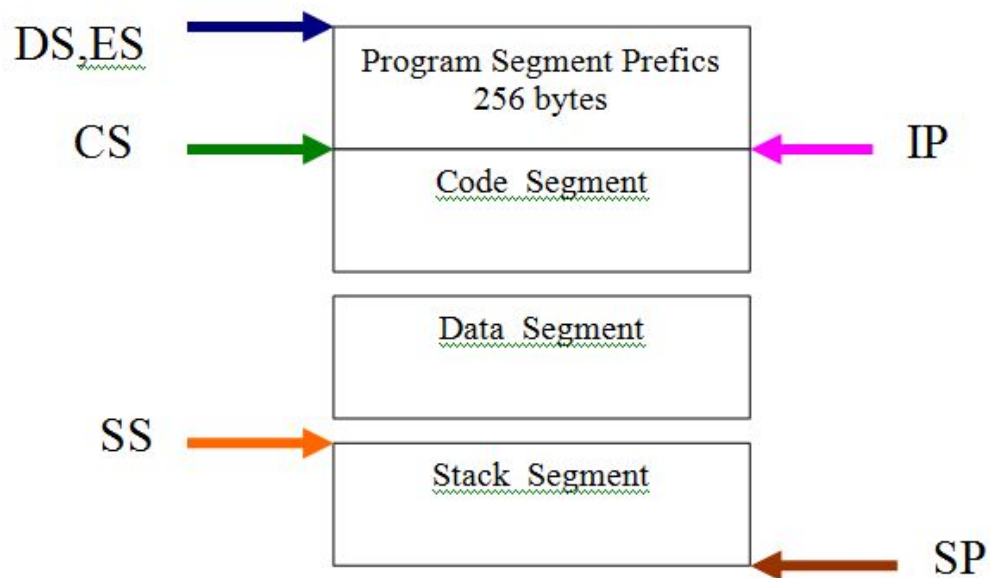 DS,ES
Program Segment Prefics
256 bytes
CS
IP
Code Segment
Data Segment
SS
Stack Segment
SP